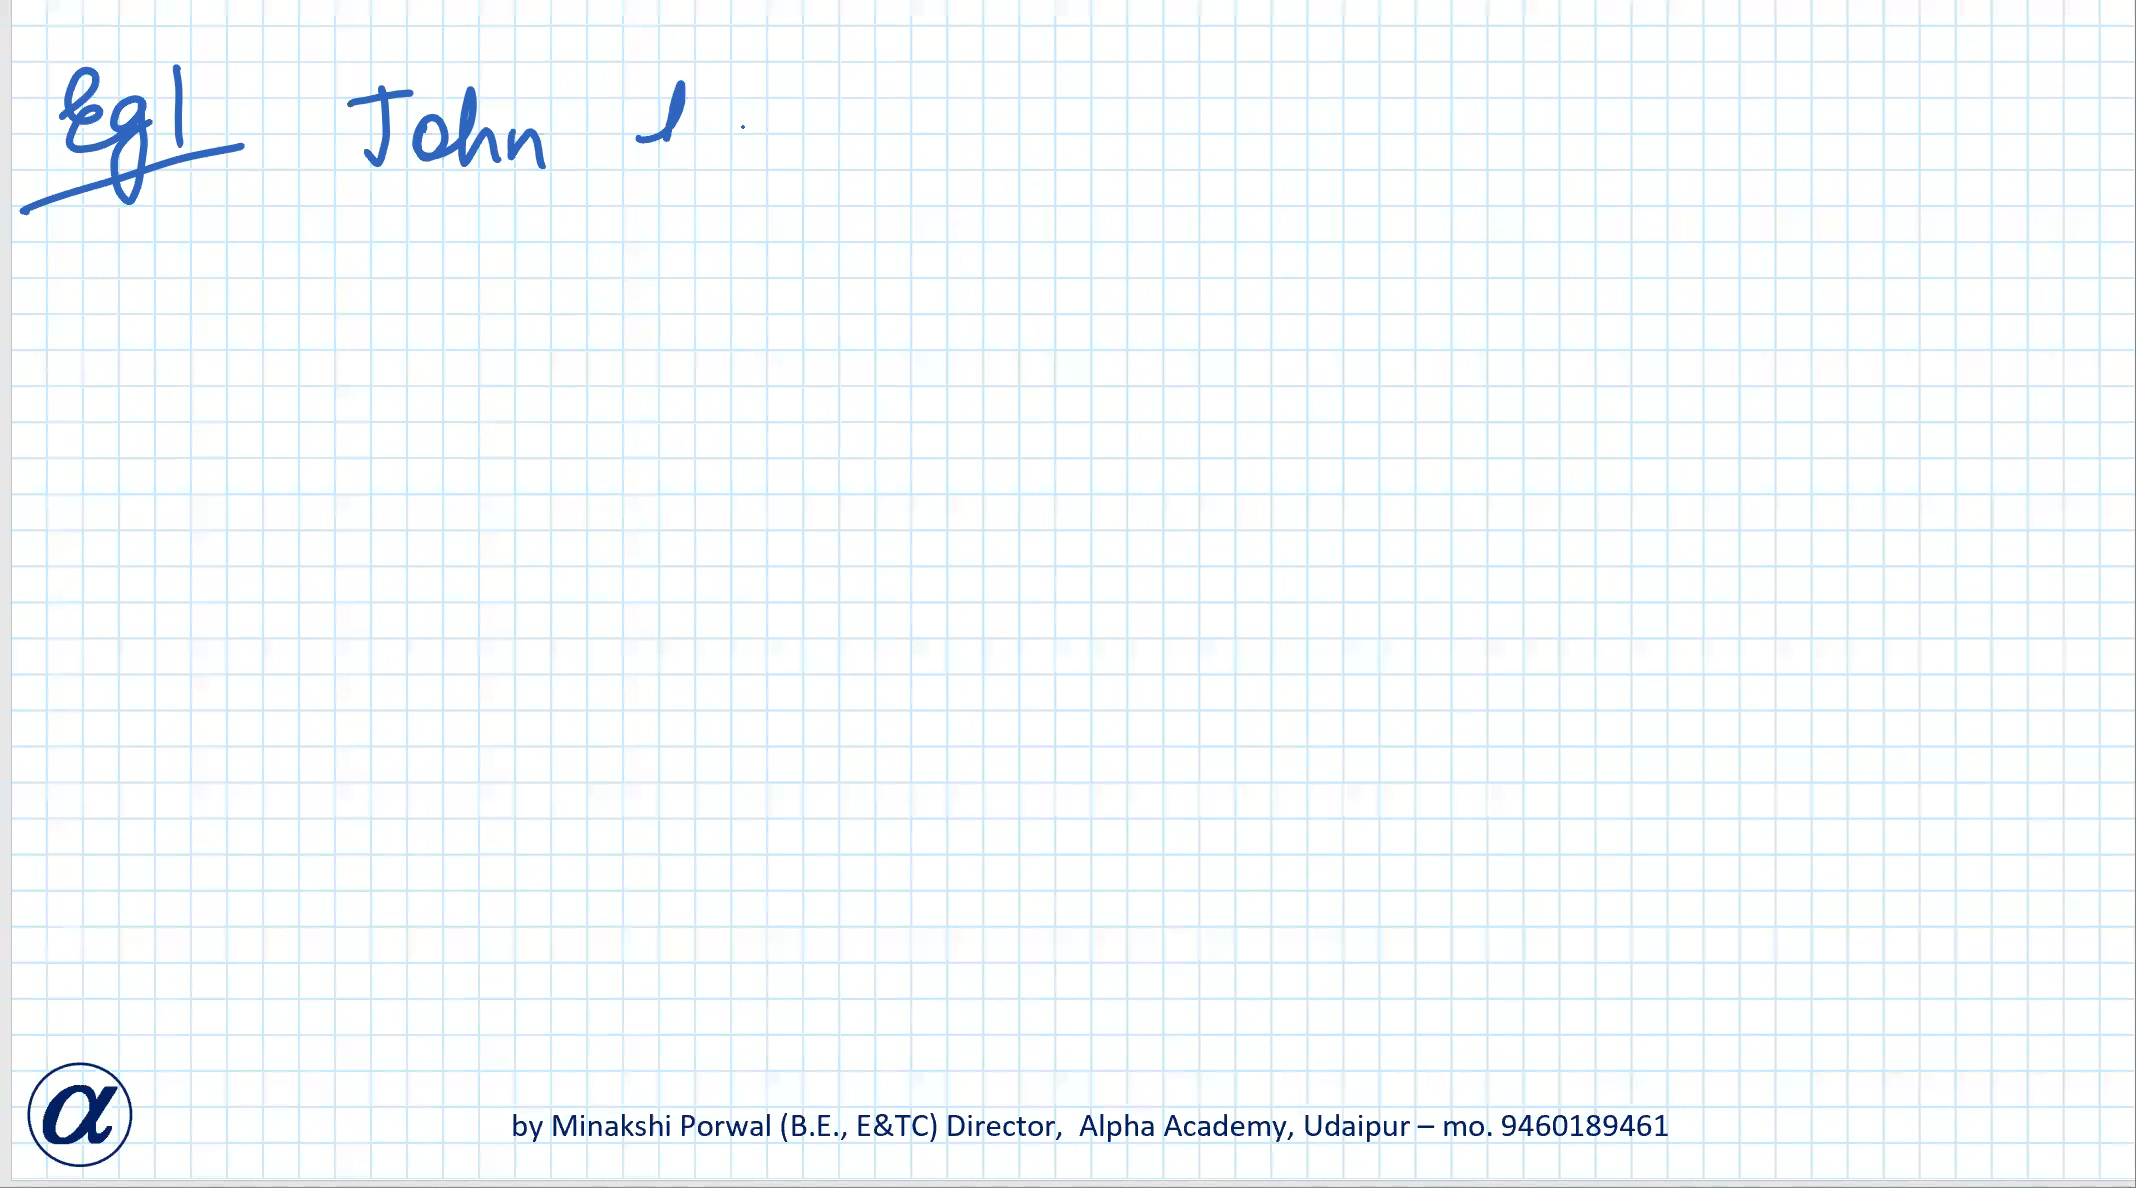 Eg1 John
α
by Minakshi Porwal (B.E., E&TC) Director, Alpha Academy, Udaipur – mo. 9460189461